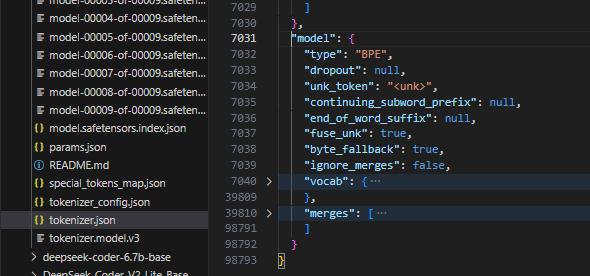 model-00003-of-00009.safeten...
model-00004-of-00009.safeten...
model-00005-of-00009.safeten...
model-00006-of-00009.safeten...
model-00007-of-00009.safeten...
model-00008-of-00009.safeten...
model-00009-of-00009.safeten...
model.safetensors.index.json
params.json
README.md
special_tokens_map.json
tokenizer_config.json
tokenizer.json
tokenizer.model.v3
deepseek-coder-6.7b-base
DeepSeek-Coder-V2-Lite-Base
7029 ]
7030 },
7031 "model": {
7032 "type": "BPE",
7033 "dropout": null,
7034 "unk_token": "<unk>",
7035 "continuing_subword_prefix": null,
7036 "end_of_word_suffix": null,
7037 "fuse_unk": true,
7038 "byte_fallback": true,
7039 "ignore_merges": false,
7040 "vocab": { ...
39809 },
39810 "merges": [ ...
98791 ]
98792 }
98793 }